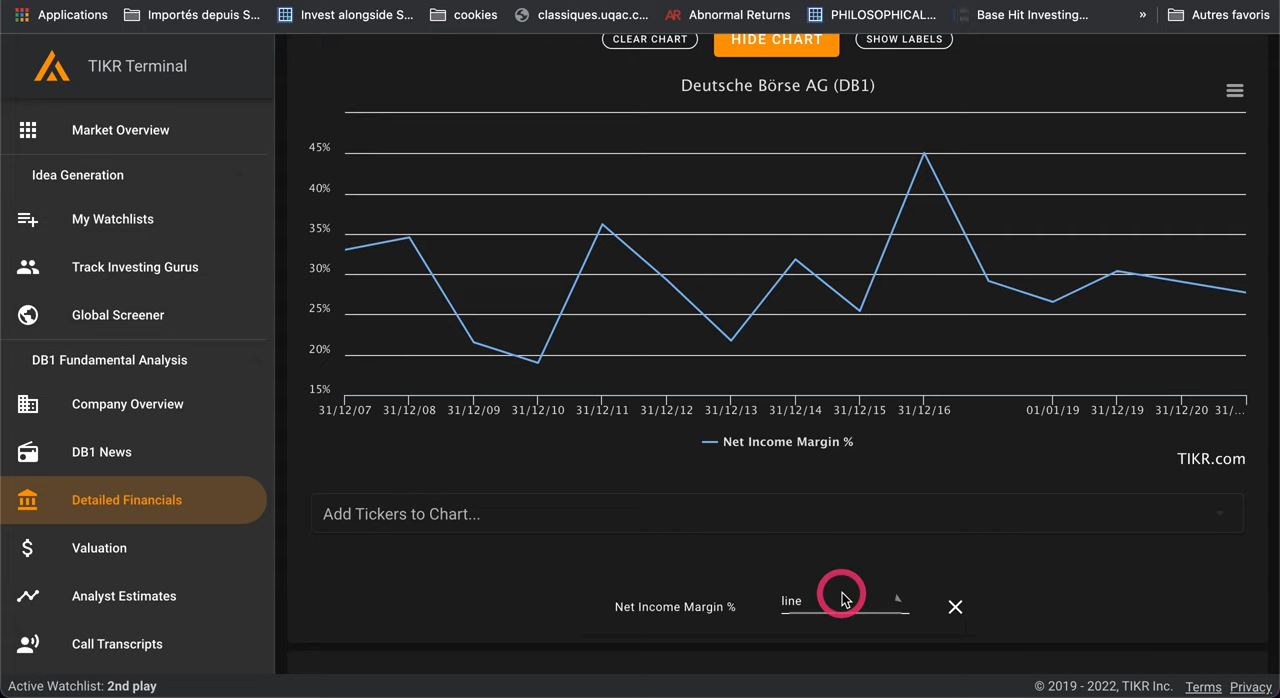 Applications Importés depuis S... Invest alongside S... cookies classiques.uqac.c... AR Abnormal Returns PHILOSOPHICAL... Base Hit Investing... » Autres favoris
TIKR Terminal
CLEAR CHART HIDE CHART SHOW LABELS
Deutsche Börse AG (DB1)
Market Overview
Idea Generation
My Watchlists
Track Investing Gurus
Global Screener
DB1 Fundamental Analysis
Company Overview
DB1 News
Detailed Financials
Valuation
Analyst Estimates
Call Transcripts
45%
40%
35%
30%
25%
20%
15%
31/12/07 31/12/08 31/12/09 31/12/10 31/12/11 31/12/12 31/12/13 31/12/14 31/12/15 31/12/16 01/01/19 31/12/19 31/12/20 31/...
Net Income Margin %
TIKR.com
Add Tickers to Chart...
Net Income Margin % line
Active Watchlist: 2nd play
© 2019 - 2022, TIKR Inc. Terms Privacy